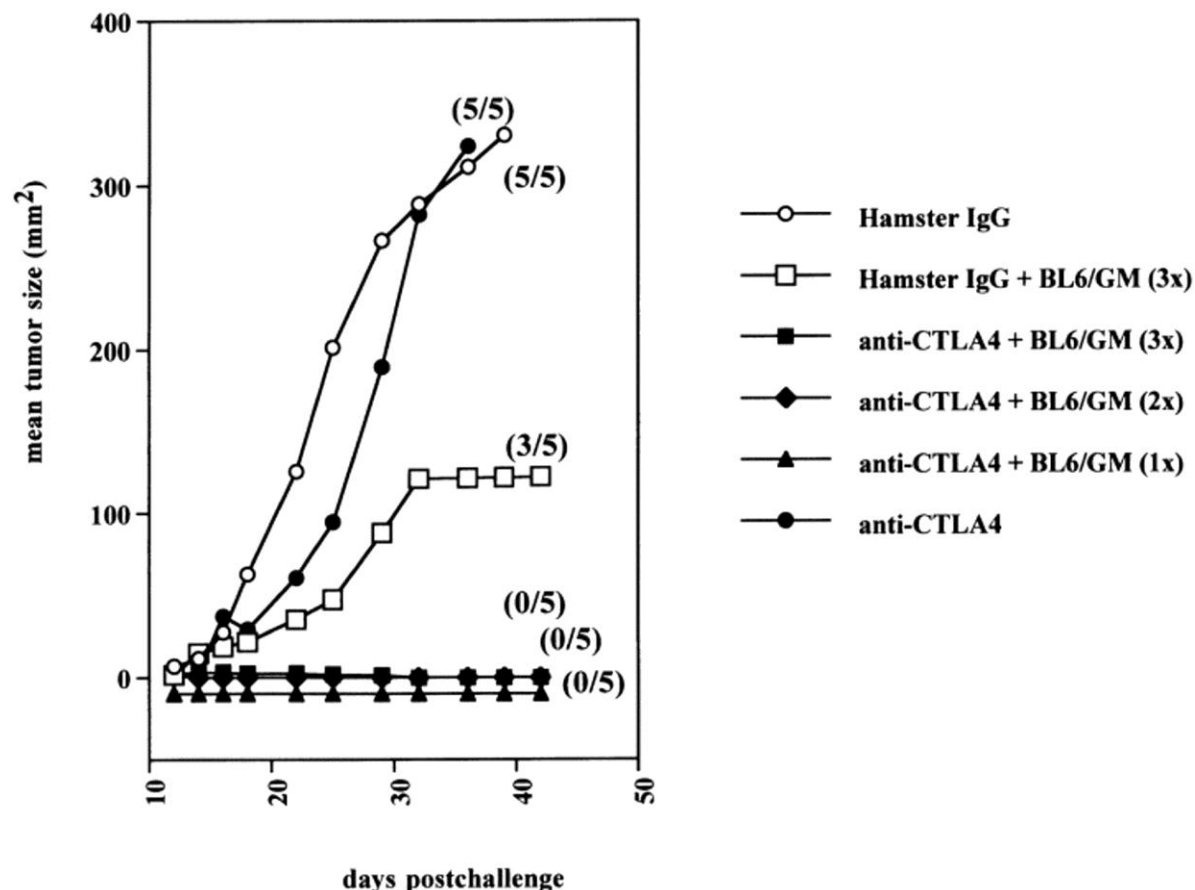 400
300
200
100
0
mean tumor size (mm2)
(5/5)
(5/5)
(3/5)
(0/5)
(0/5)
(0/5)
10
20
30
40
50
days postchallenge
Hamster IgG
Hamster IgG + BL6/GM (3x)
anti-CTLA4 + BL6/GM (3x)
anti-CTLA4 + BL6/GM (2x)
anti-CTLA4 + BL6/GM (1x)
anti-CTLA4